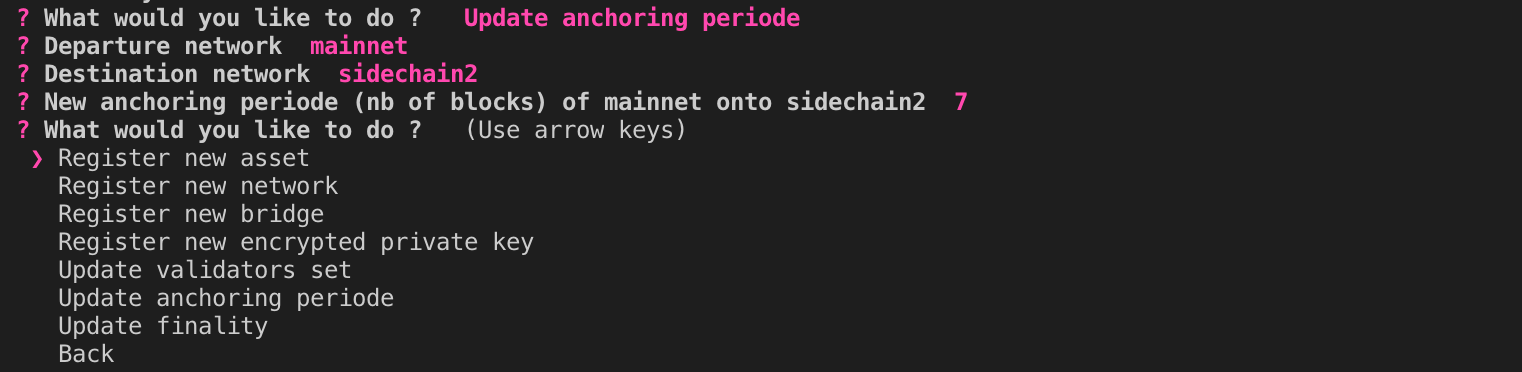 ? What would you like to do ?   Update anchoring periode
? Departure network  mainnet
? Destination network  sidechain2
? New anchoring periode (nb of blocks) of mainnet onto sidechain2  7
? What would you like to do ?   (Use arrow keys)
❯ Register new asset
Register new network
Register new bridge
Register new encrypted private key
Update validators set
Update anchoring periode
Update finality
Back